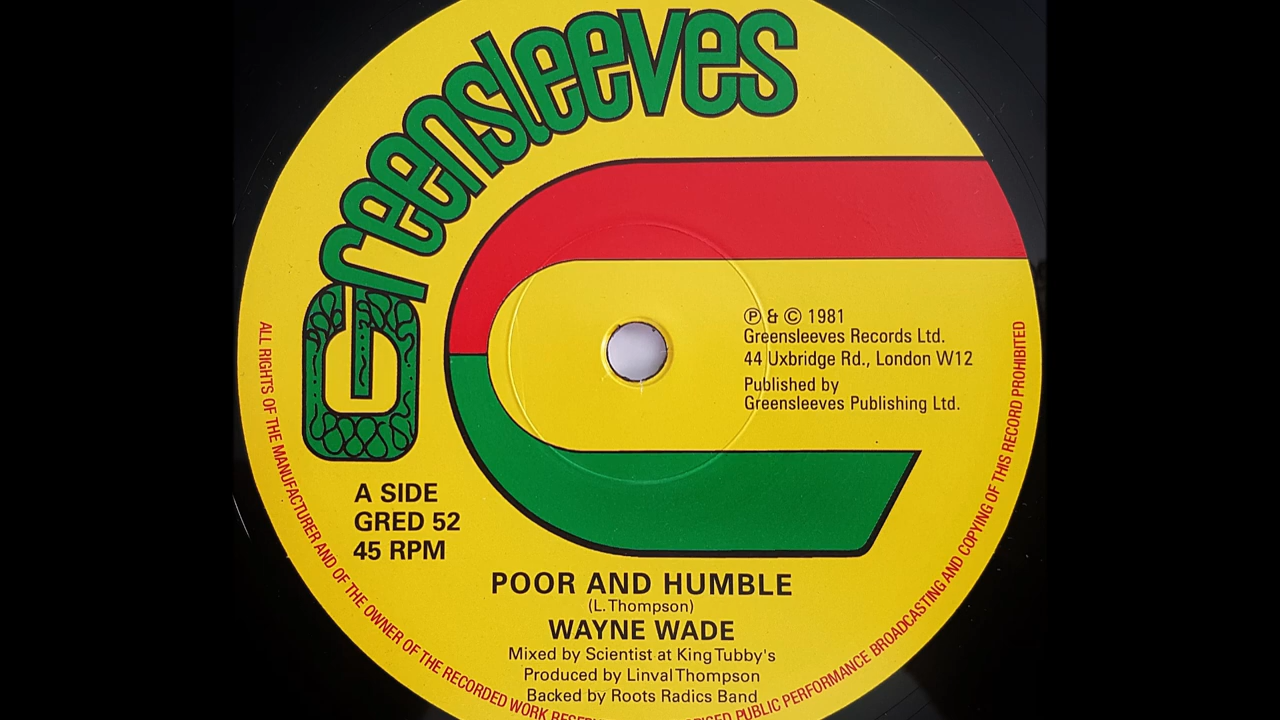 Greensleeves
℗ & © 1981
Greensleeves Records Ltd.
44 Uxbridge Rd., London W12
Published by
Greensleeves Publishing Ltd.
A SIDE
GRED 52
45 RPM
POOR AND HUMBLE
(L. Thompson)
WAYNE WADE
Mixed by Scientist at King Tubby's
Produced by Linval Thompson
Backed by Roots Radics Band
ALL RIGHTS OF THE MANUFACTURER AND OF THE OWNER OF THE RECORDED WORK PUBLIC PERFORMANCE BROADCASTING AND COPYING OF THIS RECORD PROHIBITED